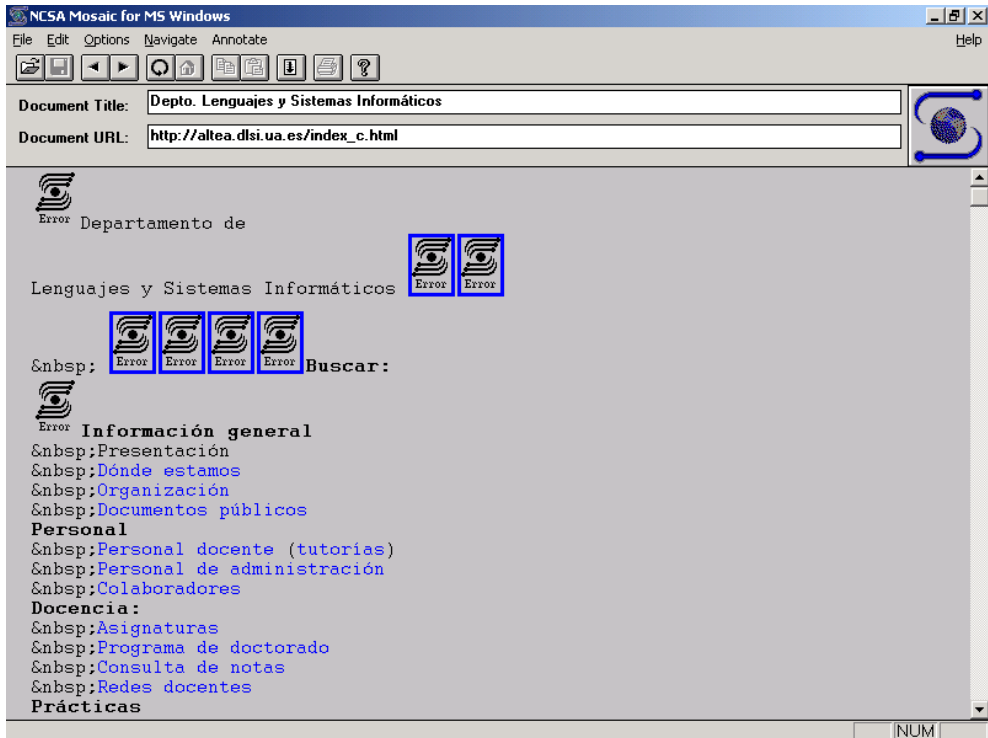 NCSA Mosaic for MS Windows
File Edit Options Navigate Annotate Help
Document Title: Depto. Lenguajes y Sistemas Informáticos
Document URL: http://altea.dlsi.ua.es/index_c.html
Error Departamento de
Lenguajes y Sistemas Informáticos Error Error
&nbsp; Error Error Error Error Buscar:
Error Información general
&nbsp;Presentación
&nbsp;Dónde estamos
&nbsp;Organización
&nbsp;Documentos públicos
Personal
&nbsp;Personal docente (tutorías)
&nbsp;Personal de administración
&nbsp;Colaboradores
Docencia:
&nbsp;Asignaturas
&nbsp;Programa de doctorado
&nbsp;Consulta de notas
&nbsp;Redes docentes
Prácticas
NUM